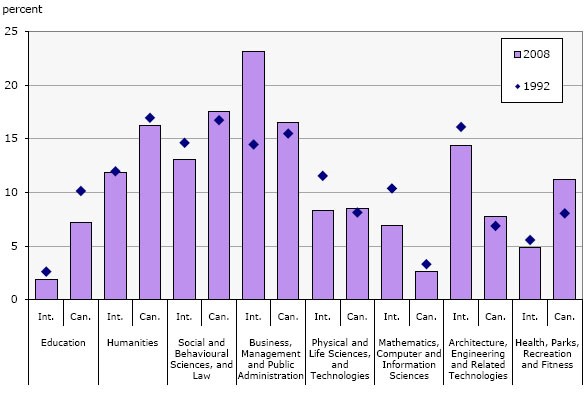 percent
25
2008
20
1992
15
10
5
0
Int. Can. Int. Can. Int. Can. Int. Can. Int. Can. Int. Can. Int. Can. Int. Can.
Education
Humanities
Social and
Behavioural
Sciences, and
Law
Business,
Management
and Public
Administration
Physical and
Life Sciences,
and
Technologies
Mathematics,
Computer and
Information
Sciences
Architecture,
Engineering
and Related
Technologies
Health, Parks,
Recreation
and Fitness